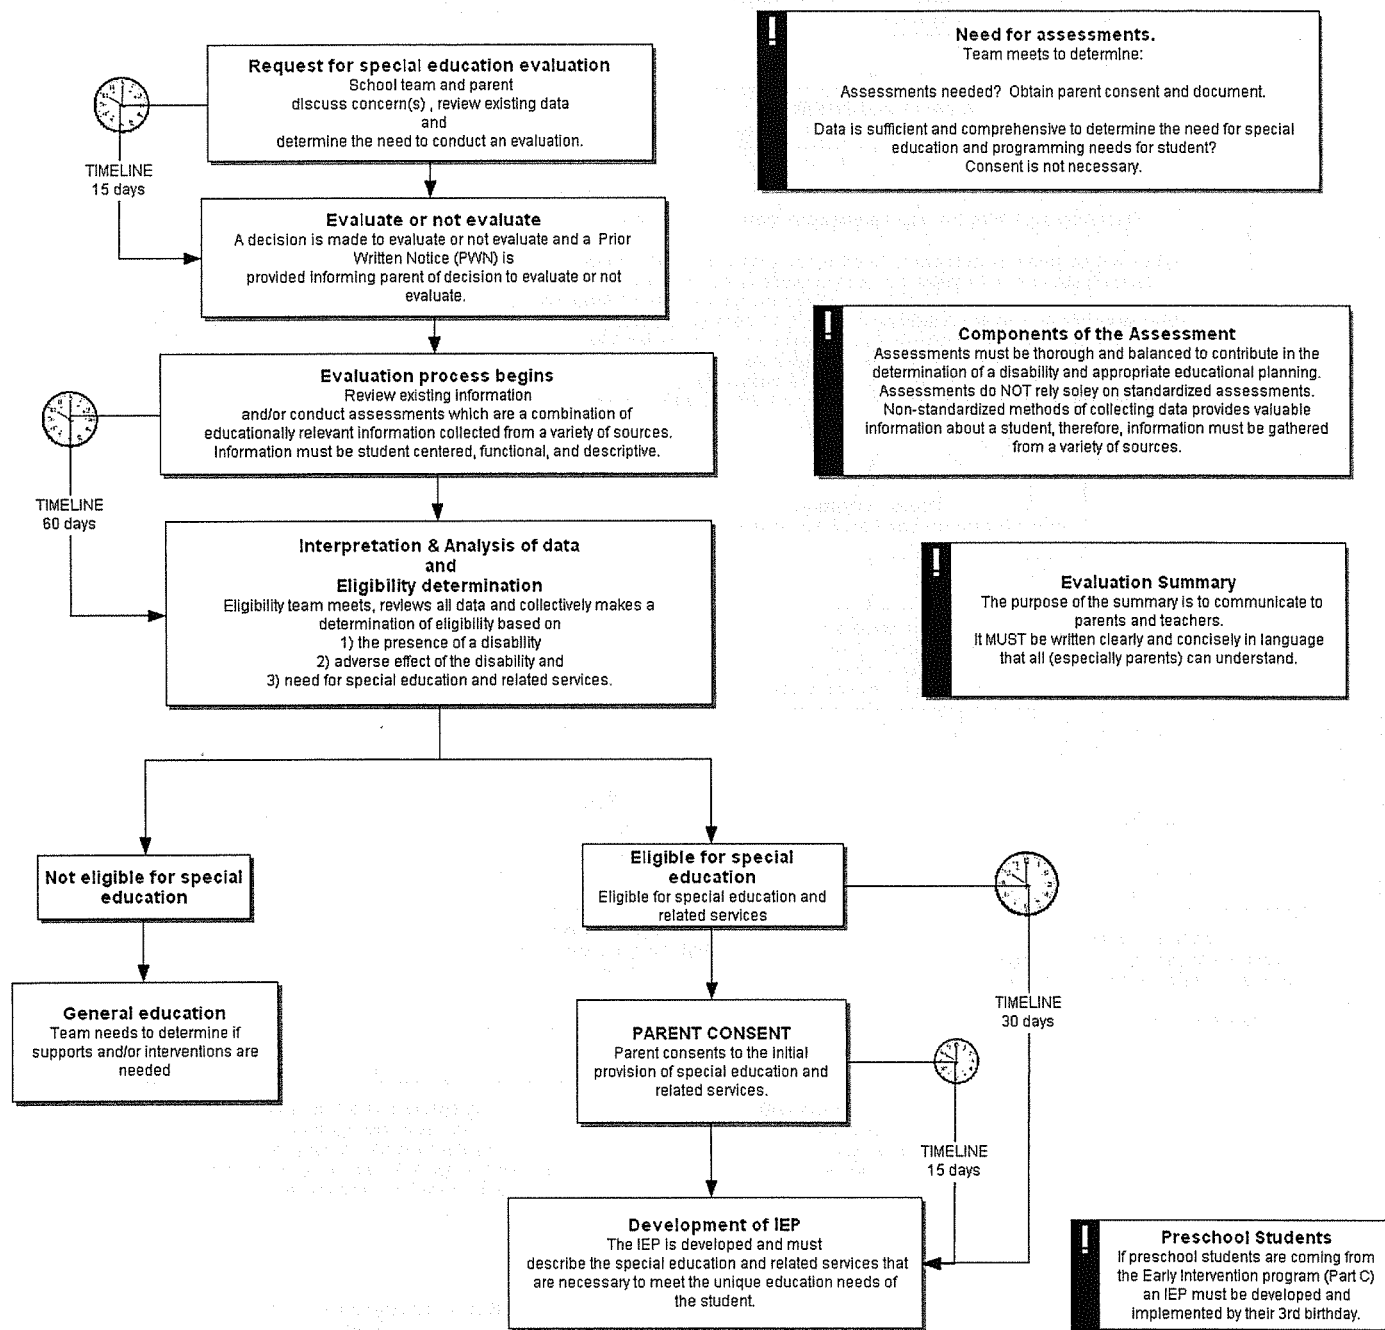 Request for special education evaluation
School team and parent
discuss concern(s) , review existing data
and
determine the need to conduct an evaluation.
TIMELINE
15 days
Evaluate or not evaluate
A decision is made to evaluate or not evaluate and a Prior
Written Notice (PWN) is
provided informing parent of decision to evaluate or not
evaluate.
Evaluation process begins
Review existing information
and/or conduct assessments which are a combination of
educationally relevant information collected from a variety of sources.
Information must be student centered, functional, and descriptive.
TIMELINE
60 days
Interpretation & Analysis of data
and
Eligibility determination
Eligibility team meets, reviews all data and collectively makes a
determination of eligibility based on
1) the presence of a disability
2) adverse effect of the disability and
3) need for special education and related services.
Not eligible for special
education
General education
Team needs to determine if
supports and/or interventions are
needed
Eligible for special
education
Eligible for special education and
related services
PARENT CONSENT
Parent consents to the initial
provision of special education and
related services.
TIMELINE
30 days
TIMELINE
15 days
Development of IEP
The IEP is developed and must
describe the special education and related services that
are necessary to meet the unique education needs of
the student.
!
Need for assessments.
Team meets to determine:
Assessments needed? Obtain parent consent and document.
Data is sufficient and comprehensive to determine the need for special
education and programming needs for student?
Consent is not necessary.
!
Components of the Assessment
Assessments must be thorough and balanced to contribute in the
determination of a disability and appropriate educational planning.
Assessments do NOT rely soley on standardized assessments.
Non-standardized methods of collecting data provides valuable
information about a student, therefore, information must be gathered
from a variety of sources.
!
Evaluation Summary
The purpose of the summary is to communicate to
parents and teachers.
It MUST be written clearly and concisely in language
that all (especially parents) can understand.
!
Preschool Students
If preschool students are coming from
the Early Intervention program (Part C)
an IEP must be developed and
implemented by their 3rd birthday.